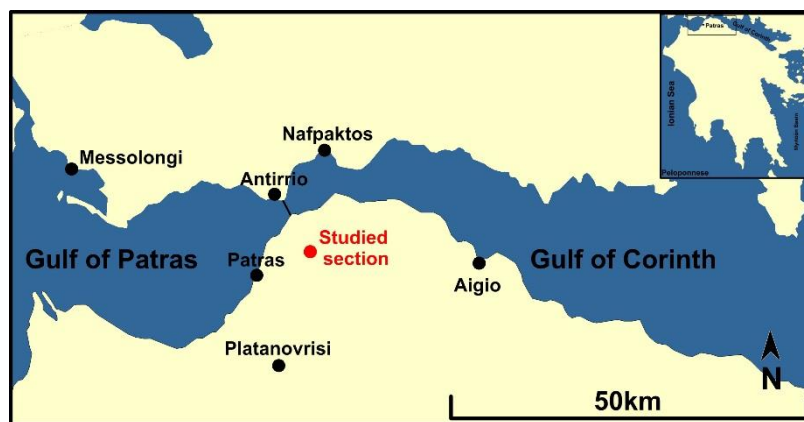 Patras
Gulf of Corinth
Ionian Sea
Peloponnese
Nafpaktos
Messolongi
Antirrio
Studied
section
Gulf of Patras
Patras
Gulf of Corinth
Aigio
Platanovrisi
N
50km